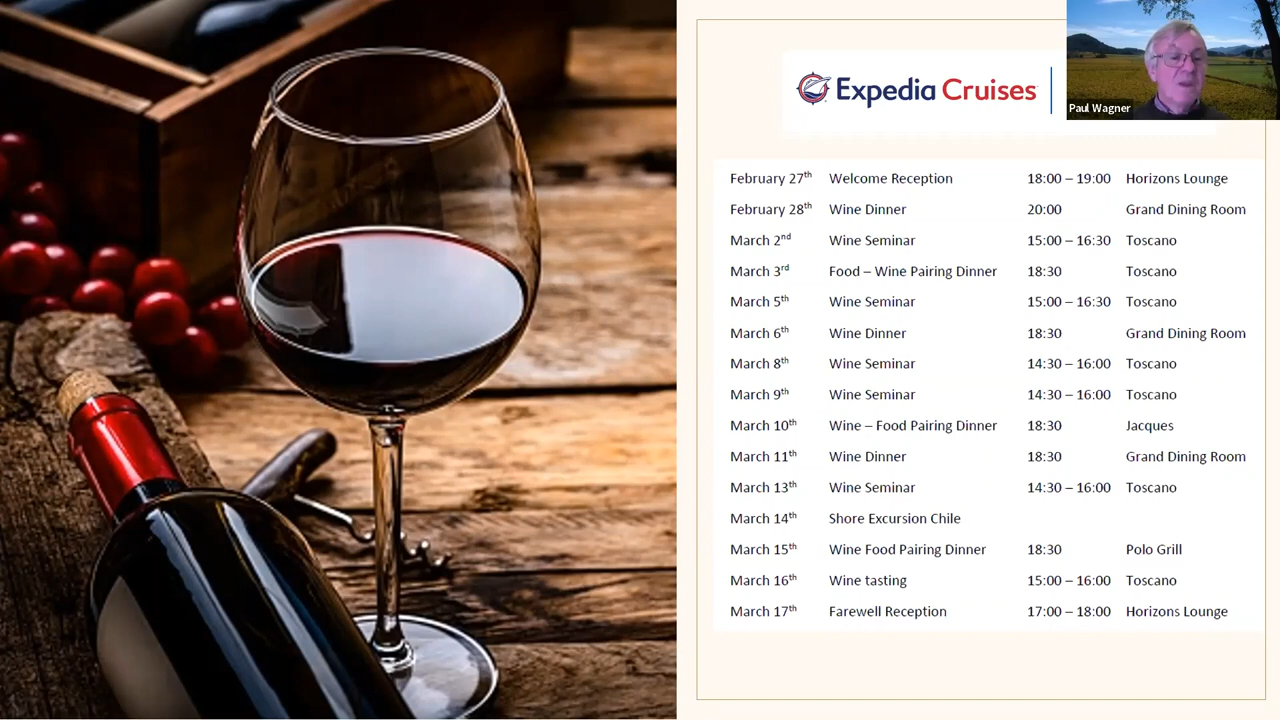 Expedia Cruises
Paul Wagner
February 27th Welcome Reception 18:00 – 19:00 Horizons Lounge
February 28th Wine Dinner 20:00 Grand Dining Room
March 2nd Wine Seminar 15:00 – 16:30 Toscano
March 3rd Food – Wine Pairing Dinner 18:30 Toscano
March 5th Wine Seminar 15:00 – 16:30 Toscano
March 6th Wine Dinner 18:30 Grand Dining Room
March 8th Wine Seminar 14:30 – 16:00 Toscano
March 9th Wine Seminar 14:30 – 16:00 Toscano
March 10th Wine – Food Pairing Dinner 18:30 Jacques
March 11th Wine Dinner 18:30 Grand Dining Room
March 13th Wine Seminar 14:30 – 16:00 Toscano
March 14th Shore Excursion Chile
March 15th Wine Food Pairing Dinner 18:30 Polo Grill
March 16th Wine tasting 15:00 – 16:00 Toscano
March 17th Farewell Reception 17:00 – 18:00 Horizons Lounge